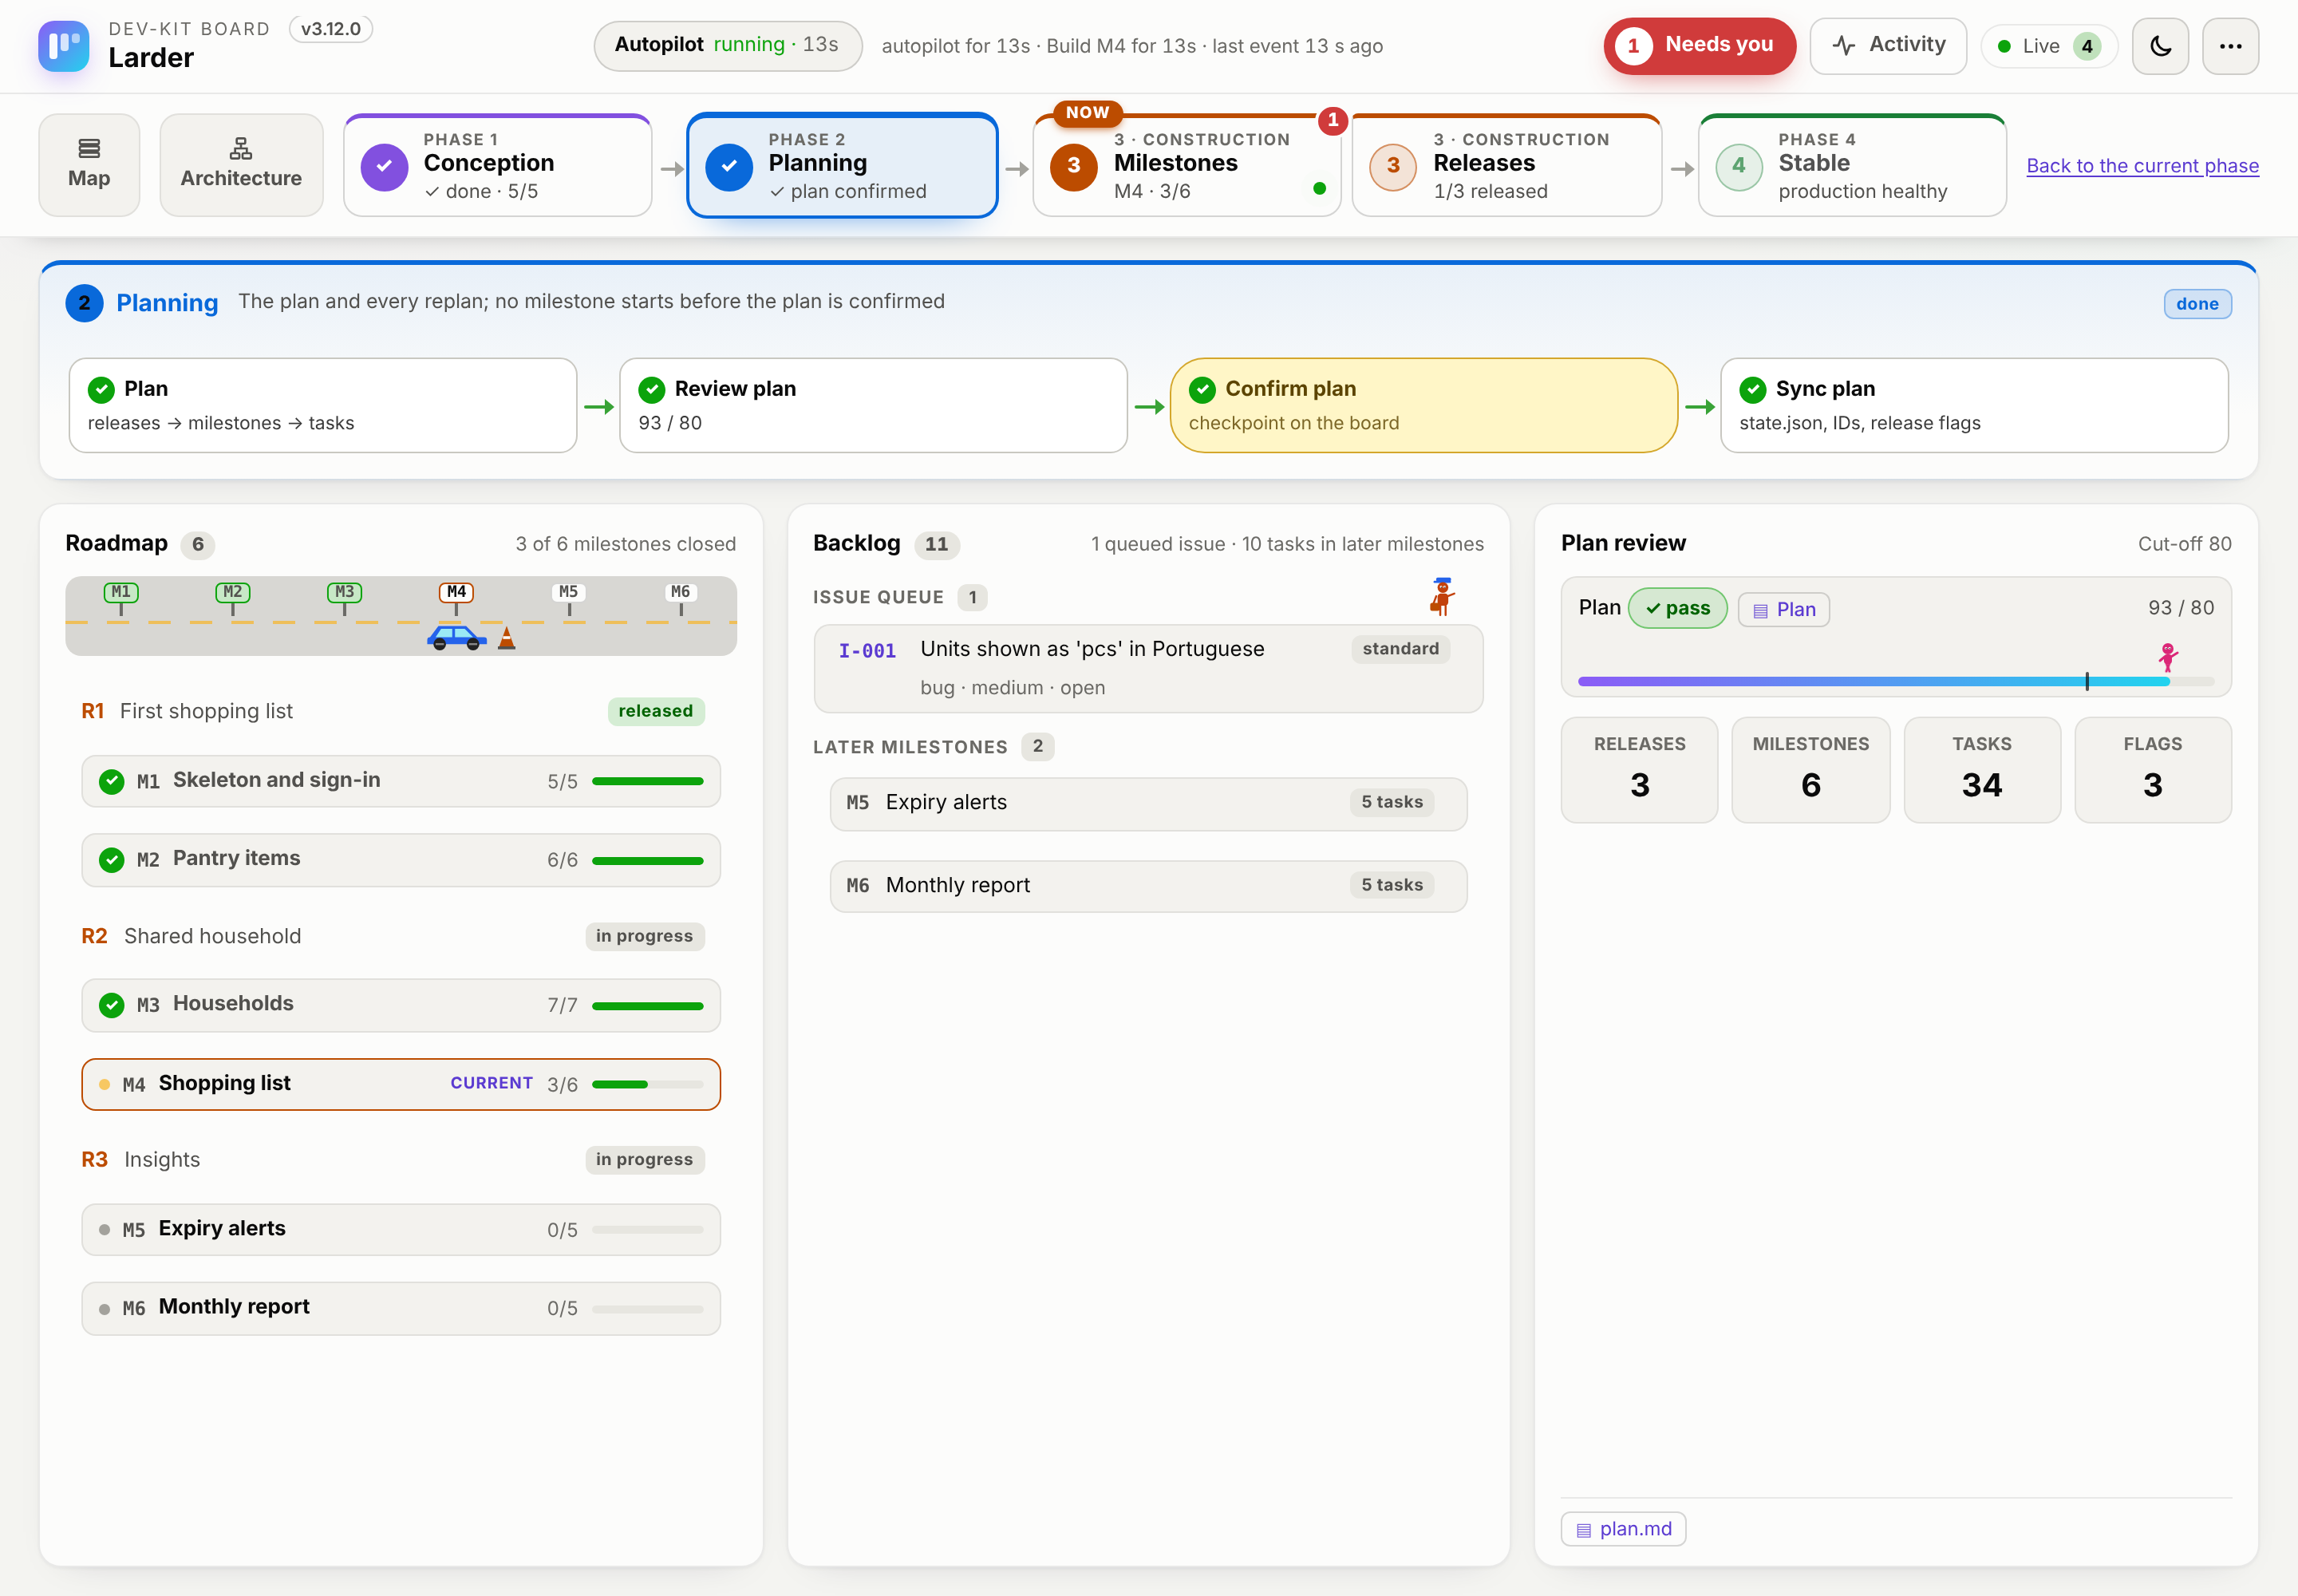 DEV-KIT BOARD v3.12.0
Larder
Autopilot running · 13s
autopilot for 13s · Build M4 for 13s · last event 13 s ago
1 Needs you
Activity
Live 4
Map
Architecture
PHASE 1
Conception
✓ done · 5/5
PHASE 2
Planning
✓ plan confirmed
NOW
1
3 · CONSTRUCTION
3 Milestones
M4 · 3/6
3 · CONSTRUCTION
3 Releases
1/3 released
PHASE 4
4 Stable
production healthy
Back to the current phase
2 Planning The plan and every replan; no milestone starts before the plan is confirmed
done
Plan
releases → milestones → tasks
Review plan
93 / 80
Confirm plan
checkpoint on the board
Sync plan
state.json, IDs, release flags
Roadmap 6 3 of 6 milestones closed
M1 M2 M3 M4 M5 M6
R1 First shopping list released
M1 Skeleton and sign-in 5/5
M2 Pantry items 6/6
R2 Shared household in progress
M3 Households 7/7
M4 Shopping list CURRENT 3/6
R3 Insights in progress
M5 Expiry alerts 0/5
M6 Monthly report 0/5
Backlog 11 1 queued issue · 10 tasks in later milestones
ISSUE QUEUE 1
I-001 Units shown as 'pcs' in Portuguese standard
bug · medium · open
LATER MILESTONES 2
M5 Expiry alerts 5 tasks
M6 Monthly report 5 tasks
Plan review Cut-off 80
Plan ✓ pass Plan 93 / 80
RELEASES
3
MILESTONES
6
TASKS
34
FLAGS
3
plan.md